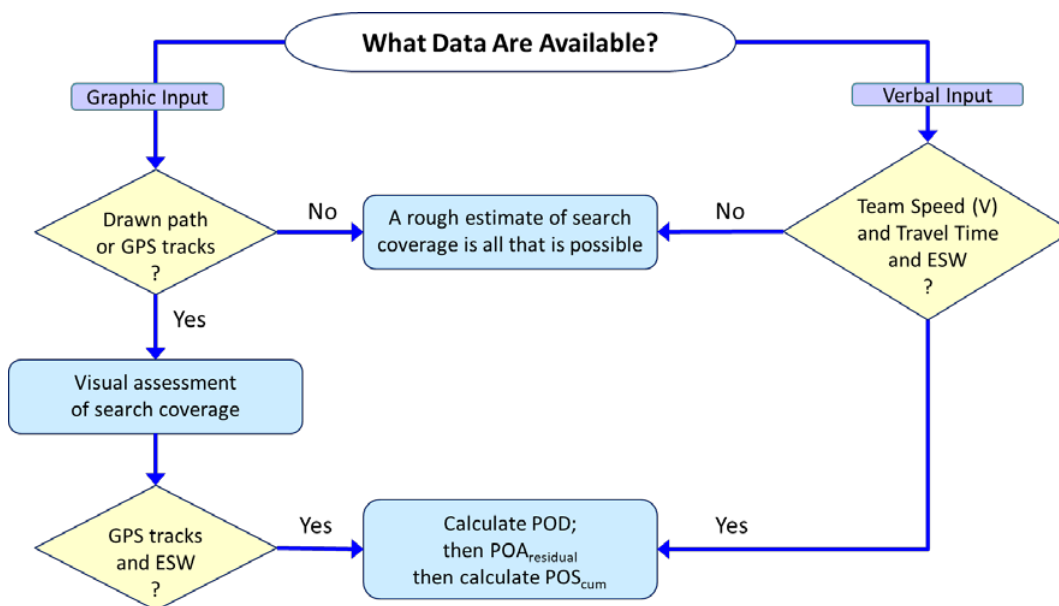 What Data Are Available?
Graphic Input
Verbal Input
Drawn path
or GPS tracks
?
No
A rough estimate of search
coverage is all that is possible
No
Team Speed (V)
and Travel Time
and ESW
?
Yes
Visual assessment
of search coverage
GPS tracks
and ESW
?
Yes
Calculate POD;
then POAresidual
then calculate POScum
Yes